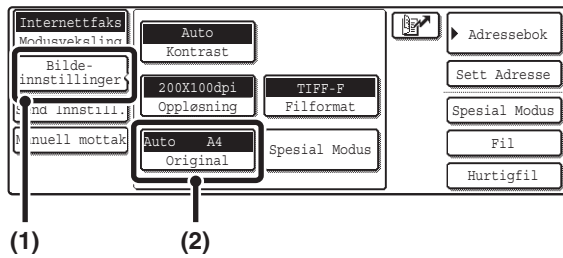 Internettfaks
Modusveksling
Bilde-
innstillinger
Send Innstill.
Manuell mottak
Auto
Kontrast
200X100dpi
Oppløsning
TIFF-F
Filformat
Auto A4
Original
Spesial Modus
Adressebok
Sett Adresse
Spesial Modus
Fil
Hurtigfil
(1)
(2)